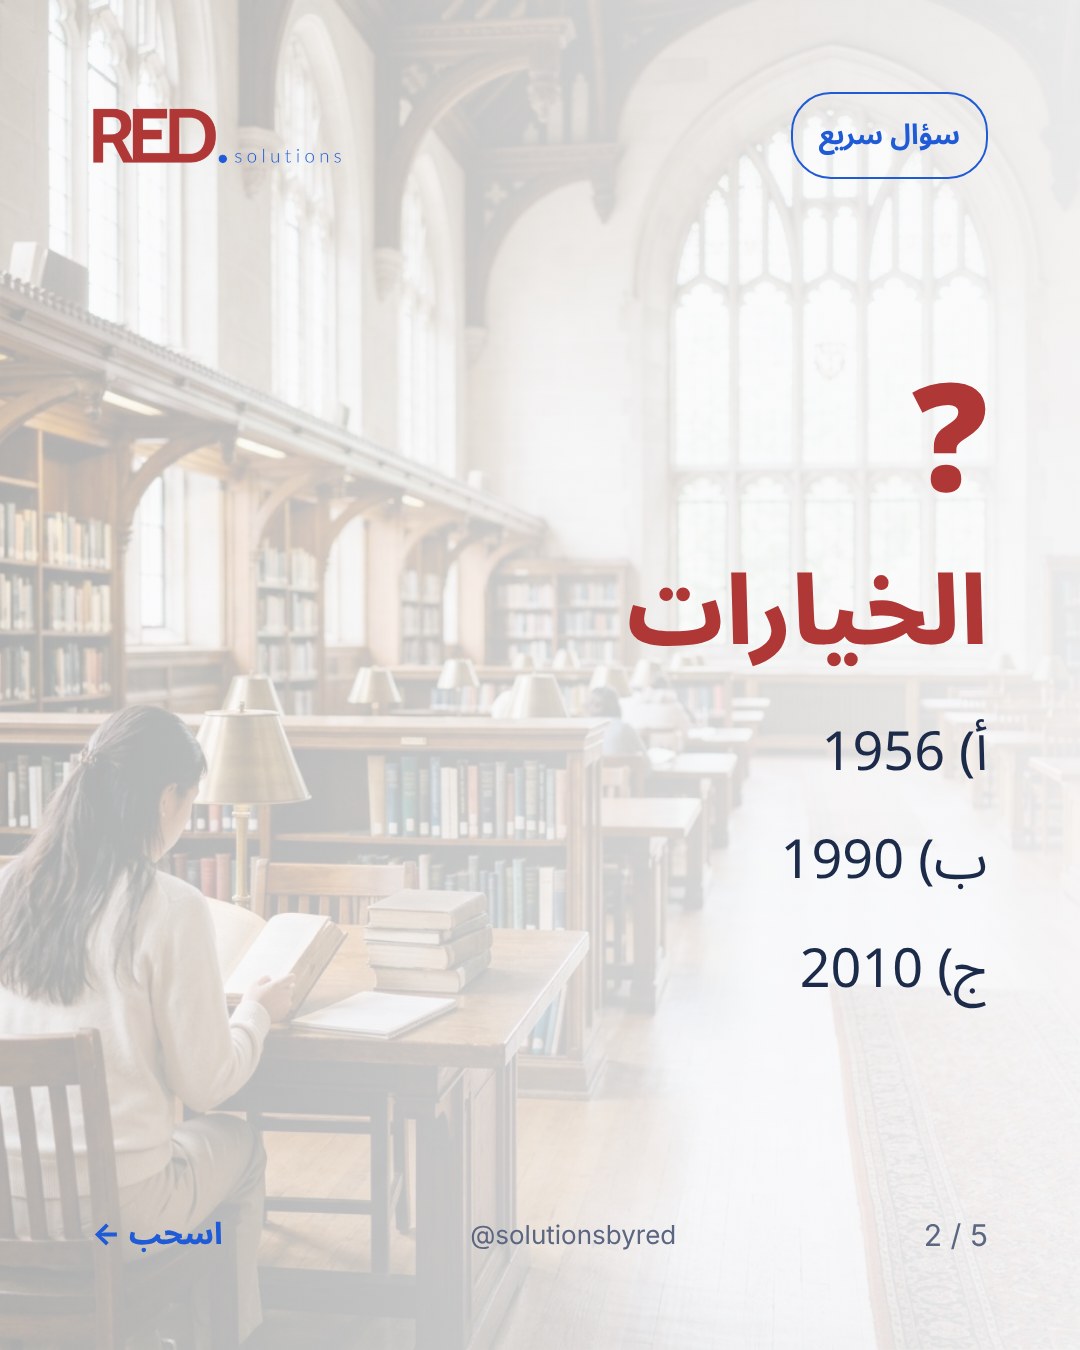 RED.solutions
سؤال سريع
?
الخيارات
أ) 1956
ب) 1990
ج) 2010
2 / 5
@solutionsbyred
اسحب ←